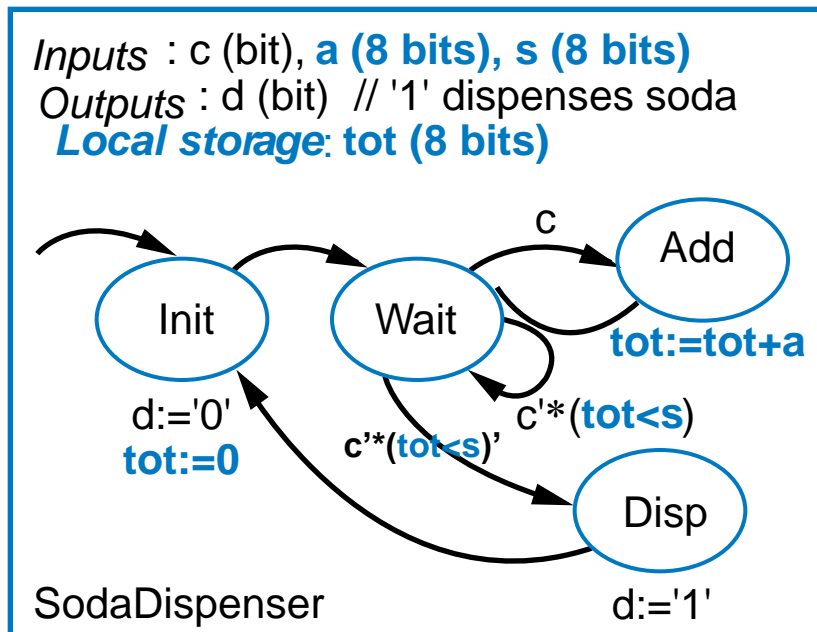 Inputs : c (bit), a (8 bits), s (8 bits)
Outputs : d (bit) // '1' dispenses soda
Local storage: tot (8 bits)
c
Add
Init
Wait
tot:=tot+a
d:='0'
c'*(tot<s)
tot:=0
c’*(tot<s)’
Disp
SodaDispenser
d:='1'